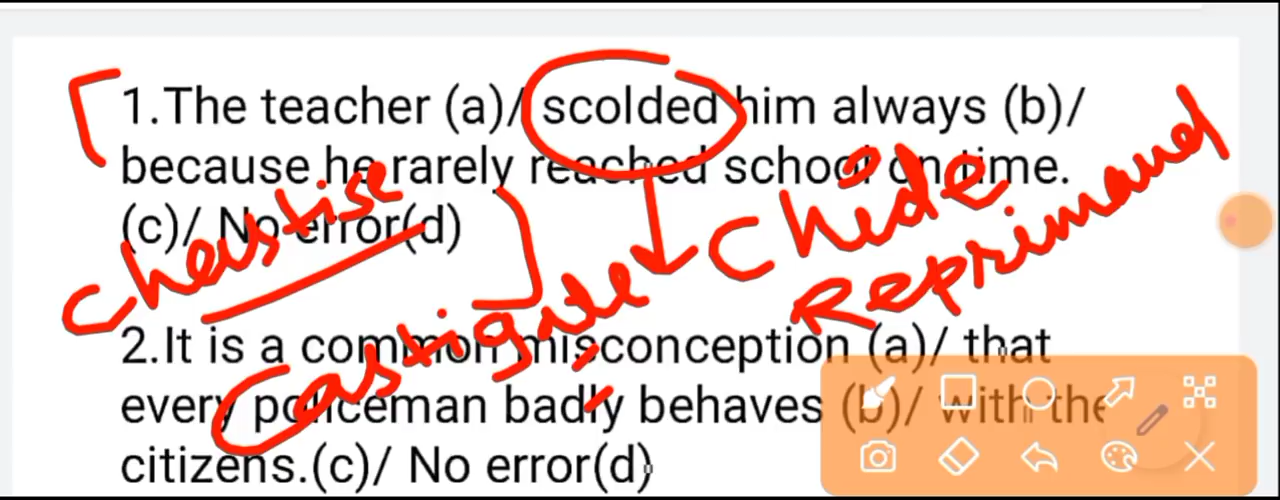 1.The teacher (a)/ scolded him always (b)/
because he rarely reached school on time.
(c)/ No error(d)
Chastise
Castigate
Chide
Reprimand
2.It is a common misconception (a)/ that
every policeman badly behaves (b)/ with the
citizens.(c)/ No error(d)